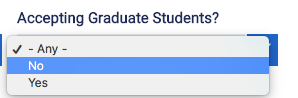 Accepting Graduate Students?
✓ - Any -
No
Yes